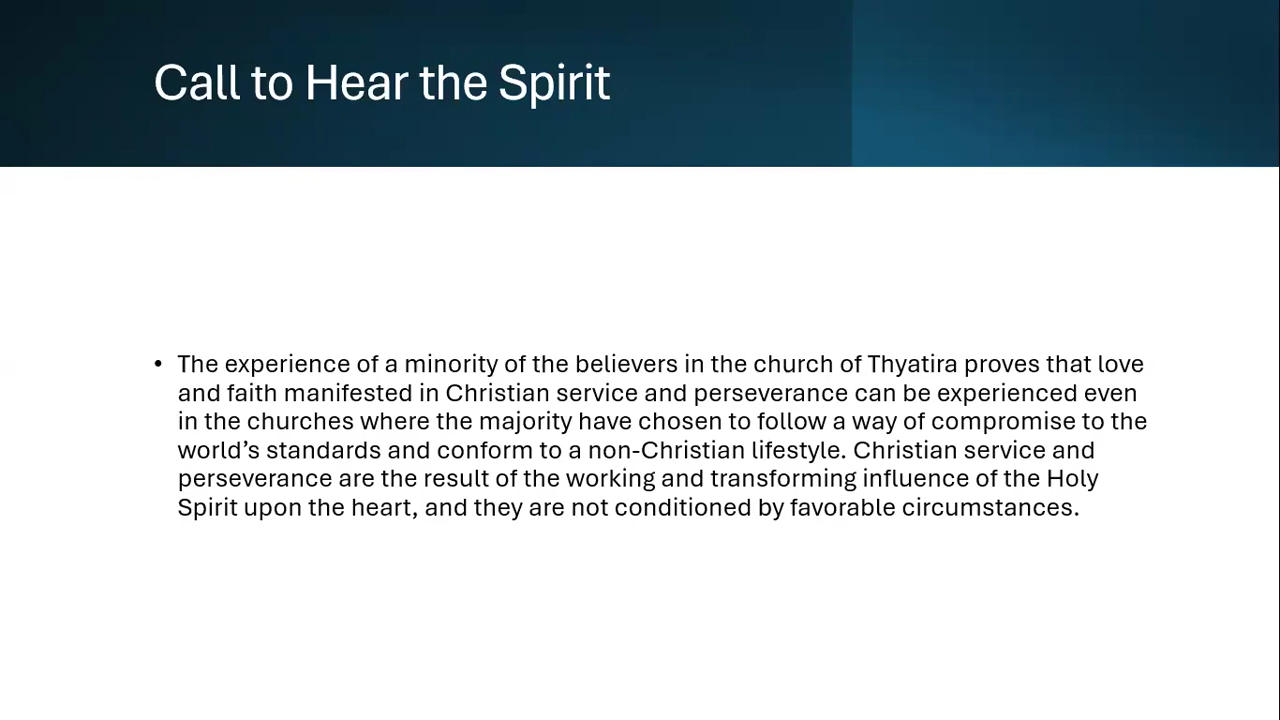 Call to Hear the Spirit
• The experience of a minority of the believers in the church of Thyatira proves that love
and faith manifested in Christian service and perseverance can be experienced even
in the churches where the majority have chosen to follow a way of compromise to the
world’s standards and conform to a non-Christian lifestyle. Christian service and
perseverance are the result of the working and transforming influence of the Holy
Spirit upon the heart, and they are not conditioned by favorable circumstances.